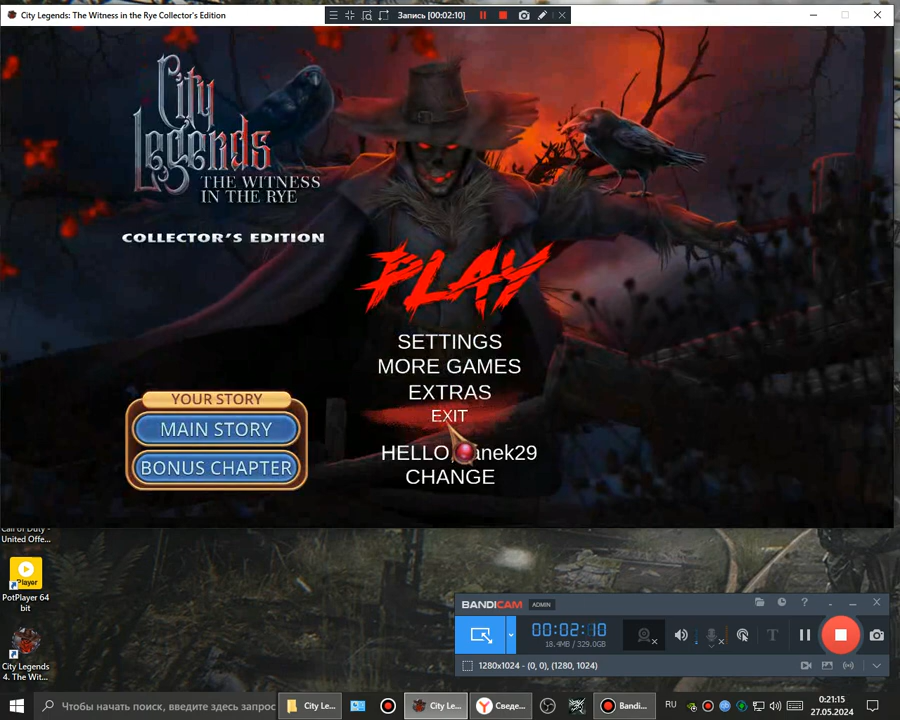 City Legends: The Witness in the Rye Collector's Edition
Запись [00:02:10]
City
Legends
THE WITNESS
IN THE RYE
COLLECTOR'S EDITION
PLAY
SETTINGS
MORE GAMES
EXTRAS
EXIT
HELLO, anek29
CHANGE
YOUR STORY
MAIN STORY
BONUS CHAPTER
Call of Duty -
United Offe...
Player
PotPlayer 64
bit
City Legends
4. The Wit...
BANDICAM ADMIN
00:02:10
18.4MB / 329.0GB
1280x1024 - (0, 0), (1280, 1024)
Чтобы начать поиск, введите здесь запрос
City Le...
City Le...
Сведе...
Bandi...
RU
0:21:15
27.05.2024